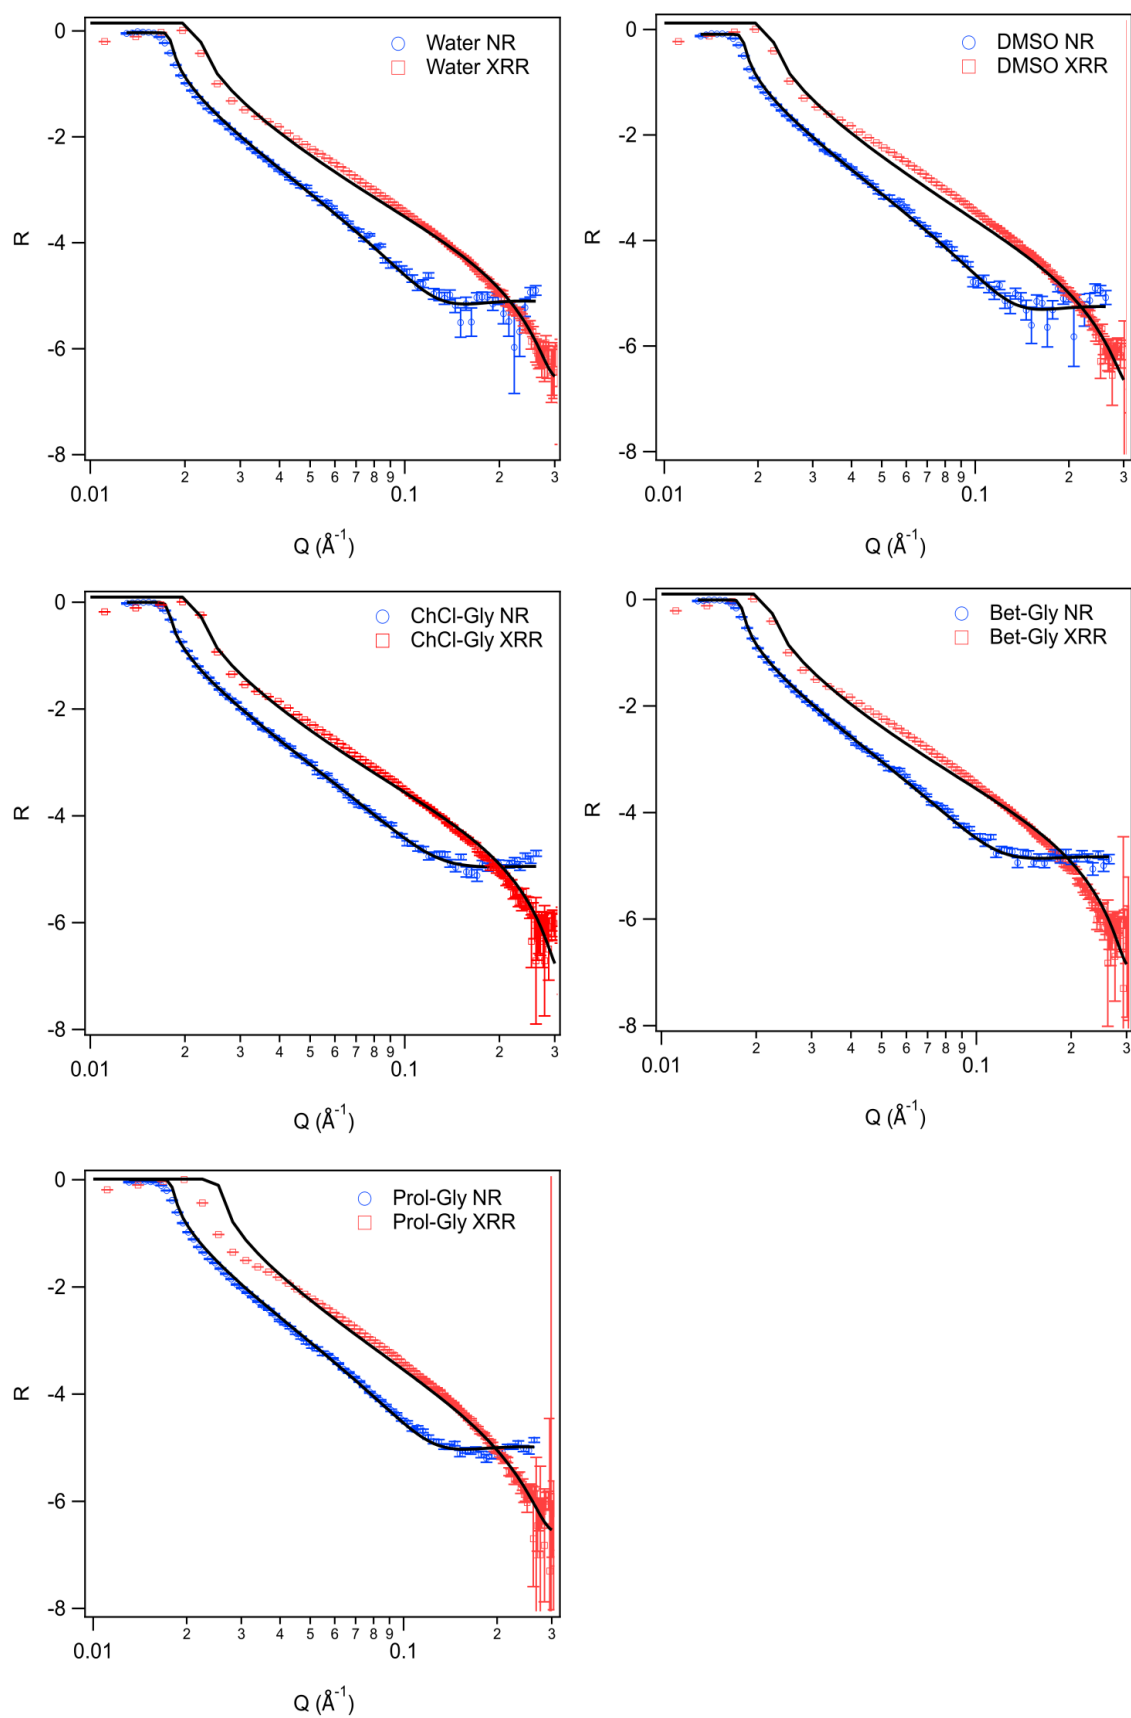 Water NR
Water XRR
0
-2
-4
-6
-8
R
2 3 4 5 6 7 8 9 2 3
0.01 0.1
Q (Å-1)
DMSO NR
DMSO XRR
0
-2
-4
-6
-8
R
2 3 4 5 6 7 8 9 2 3
0.01 0.1
Q (Å-1)
ChCl-Gly NR
ChCl-Gly XRR
0
-2
-4
-6
-8
R
2 3 4 5 6 7 8 9 2 3
0.01 0.1
Q (Å-1)
Bet-Gly NR
Bet-Gly XRR
0
-2
-4
-6
-8
R
2 3 4 5 6 7 8 9 2 3
0.01 0.1
Q (Å-1)
Prol-Gly NR
Prol-Gly XRR
0
-2
-4
-6
-8
R
2 3 4 5 6 7 8 9 2 3
0.01 0.1
Q (Å-1)